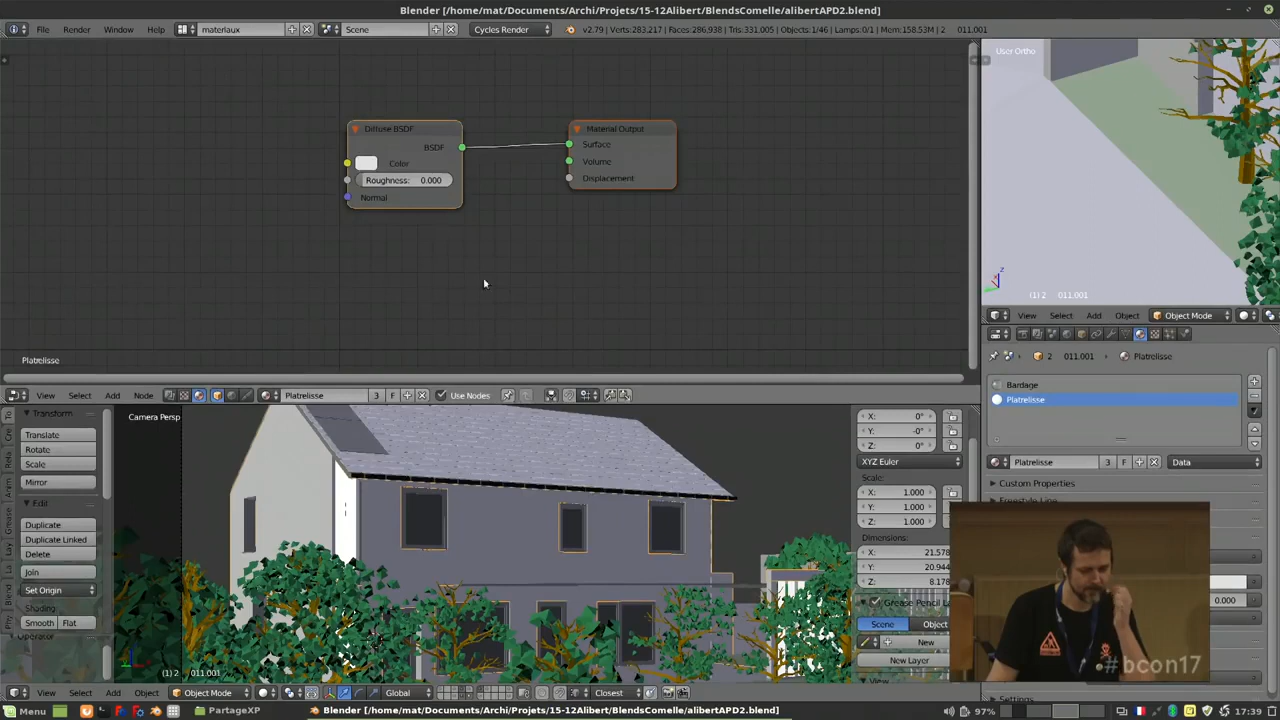 Blender [/home/mat/Documents/Archi/Projets/15-12Alibert/BlendsComelle/alibertAPD2.blend]
File Render Window Help materiaux Scene Cycles Render v2.79 | Verts:283,217 | Faces:286,938 | Tris:331,005 | Objects:1/46 | Lamps:0/1 | Mem:158.53M | 2 011.001
User Ortho
Diffuse BSDF
BSDF
Color
Roughness: 0.000
Normal
Material Output
Surface
Volume
Displacement
z
(1) 2 011.001
View Select Add Object Object Mode
Platrelisse
2 011.001 Platrelisse
Bardage
Platrelisse
View Select Add Node Platrelisse 3 F Use Nodes
Transform
Translate
Rotate
Scale
Mirror
Edit
Duplicate
Duplicate Linked
Delete
Join
Set Origin
Shading:
Smooth Flat
Operator
Camera Persp
(1) 2 011.001
X: 0°
Y: -0°
Z: 0°
XYZ Euler
Scale:
X: 1.000
Y: 1.000
Z: 1.000
Dimensions:
X: 21.578
Y: 20.944
Z: 8.178
Grease Pencil L
Scene Object
New
New Layer
View
Platrelisse 3 F Data
Custom Properties
Freestyle Line
0.000
Settings
#bcon17
View Select Add Object Object Mode Global Closest
Menu PartageXP Blender [/home/mat/Documents/Archi/Projets/15-12Alibert/BlendsComelle/alibertAPD2.blend] 97% 17:39